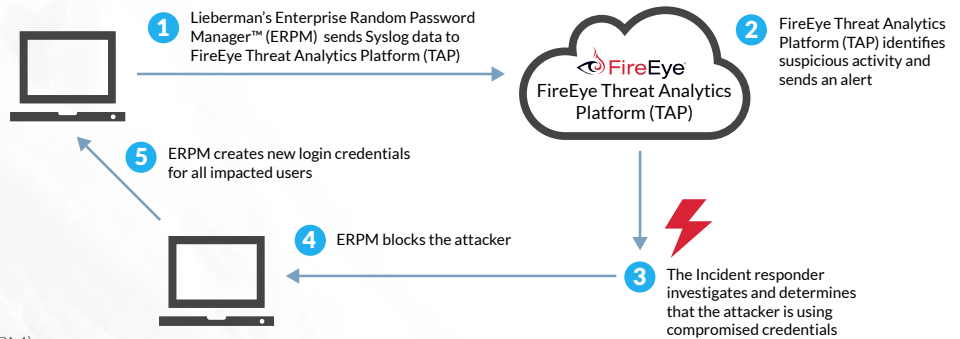 1
Lieberman's Enterprise Random Password
Manager™ (ERPM) sends Syslog data to
FireEye Threat Analytics Platform (TAP)
FireEye
FireEye Threat Analytics
Platform (TAP)
2
FireEye Threat Analytics
Platform (TAP) identifies
suspicious activity and
sends an alert
3
The Incident responder
investigates and determines
that the attacker is using
compromised credentials
4
ERPM blocks the attacker
5
ERPM creates new login credentials
for all impacted users